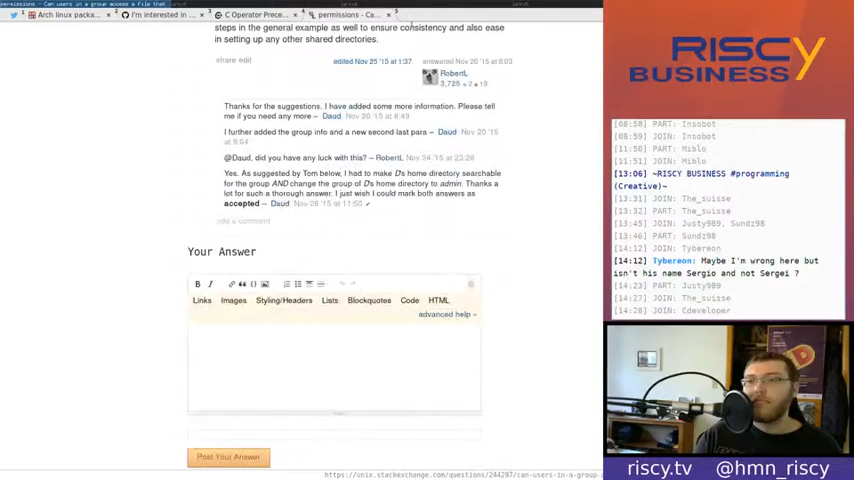 permissions - Can users in a group access a file that
Arch linux packa... ×
I'm interested in ... ×
C Operator Prece... ×
permissions - Ca... ×
steps in the general example as well to ensure consistency and also ease
in setting up any other shared directories.
share edit
edited Nov 25 '15 at 1:37
answered Nov 20 '15 at 8:03
RobertL
Thanks for the suggestions. I have added some more information. Please tell
me if you need any more – Daud Nov 20 '15 at 8:49
I further added the group info and a new second last para – Daud Nov 20 '15
at 9:04
@Daud, did you have any luck with this? – RobertL Nov 24 '15 at 23:28
Yes. As suggested by Tom below, I had to make D's home directory searchable
for the group AND change the group of D's home directory to admin. Thanks a
lot for such a thorough answer. I just wish I could mark both answers as
accepted – Daud Nov 26 '15 at 11:50
add a comment
Your Answer
B I
Links Images Styling/Headers Lists Blockquotes Code HTML
advanced help »
Post Your Answer
https://unix.stackexchange.com/questions/244297/can-users-in-a-group-
RISCY
BUSINESS
[08:58] PART: Insobot
[08:59] JOIN: Insobot
[11:50] PART: Miblo
[11:51] JOIN: Miblo
[13:06] ~RISCY BUSINESS #programming
(Creative)~
[13:31] JOIN: The_suisse
[13:32] PART: The_suisse
[13:45] JOIN: Justy989, Sundz98
[13:46] PART: Sundz98
[14:12] JOIN: Tybereon
[14:12] Tybereon: Maybe I'm wrong here but
isn't his name Sergio and not Sergei ?
[14:23] PART: Justy989
[14:27] JOIN: The_suisse
[14:28] JOIN: Cdeveloper
riscy.tv @hmn_riscy